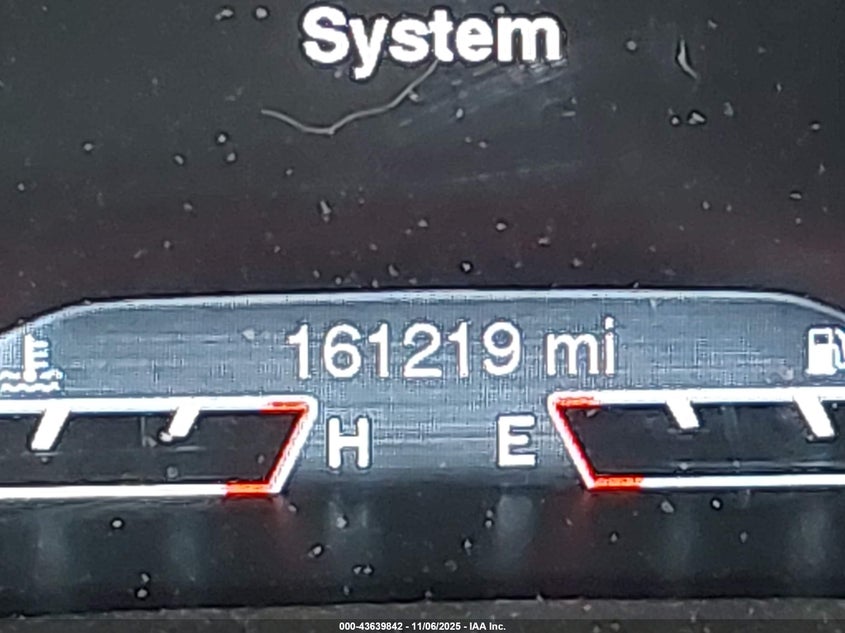 System
161219 mi
H E
000-43639842 - 11/06/2025 - IAA Inc.